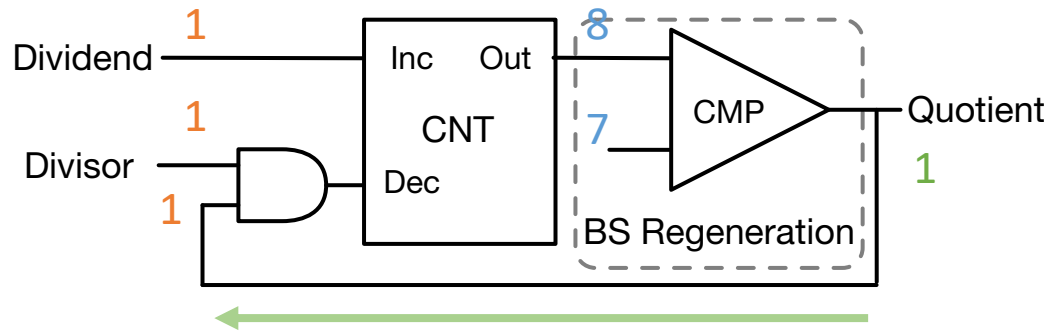 1
8
Dividend
Inc
Out
1
CNT
7
CMP
Quotient
Divisor
1
Dec
1
BS Regeneration